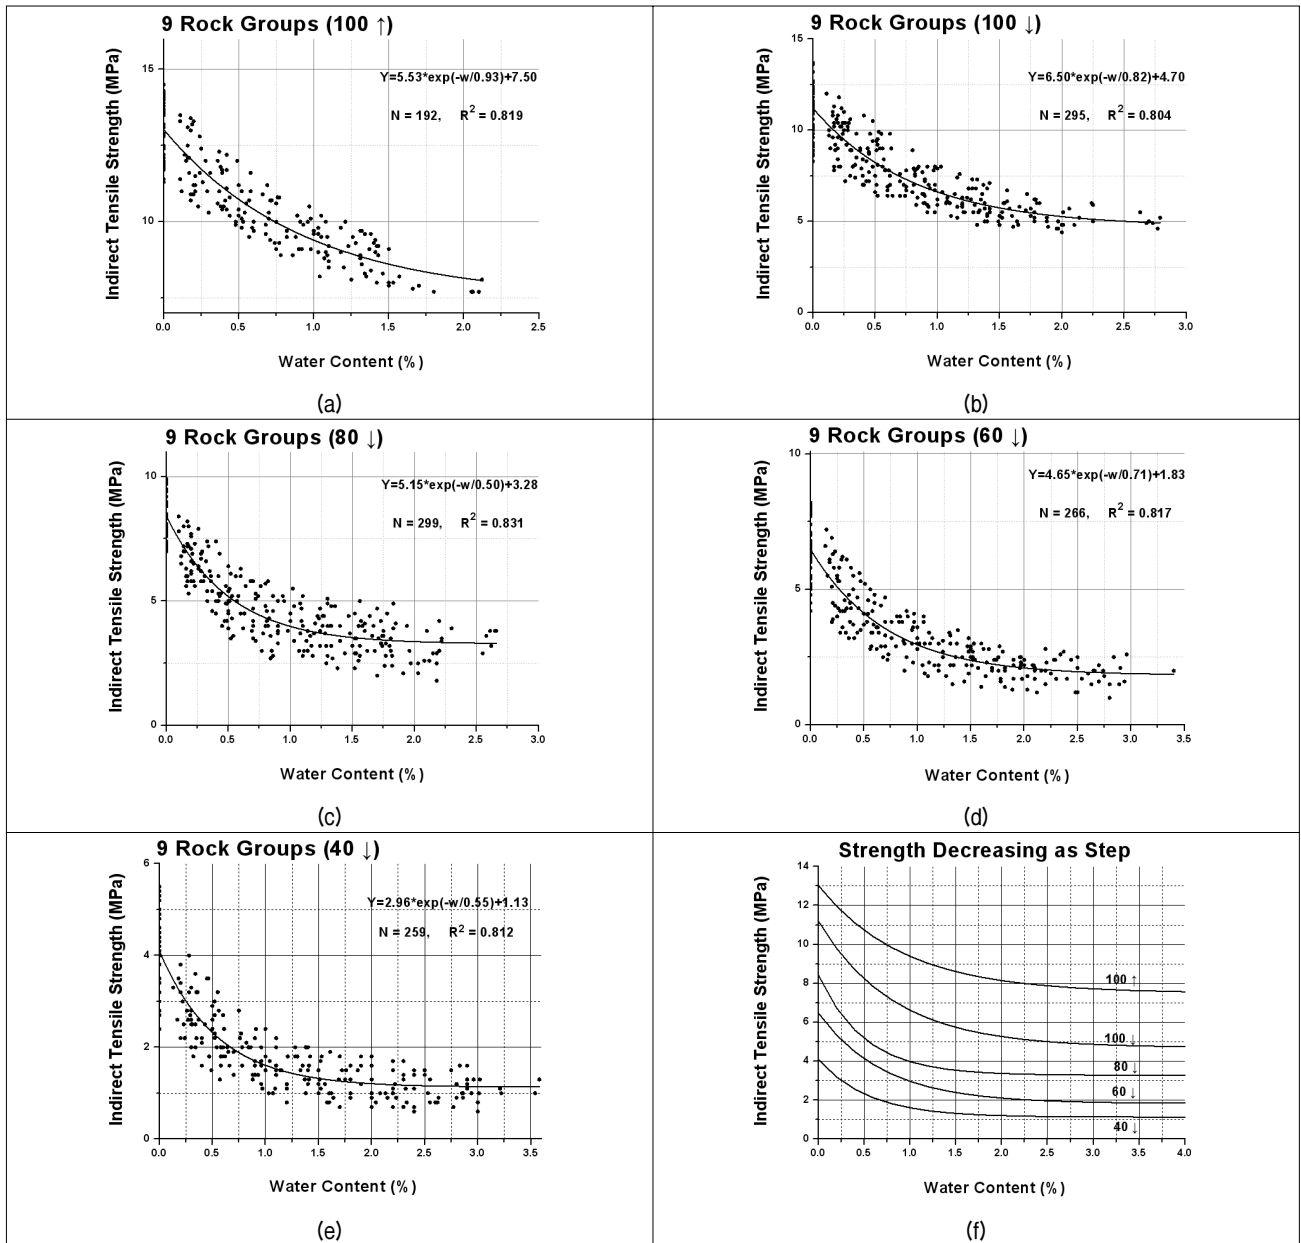 9 Rock Groups (100 ↑)
Indirect Tensile Strength (MPa)
15
10
Y=5.53*exp(-w/0.93)+7.50
N = 192, R2 = 0.819
0.0 0.5 1.0 1.5 2.0 2.5
Water Content (%)
(a)
9 Rock Groups (100 ↓)
Indirect Tensile Strength (MPa)
15
10
5
0
Y=6.50*exp(-w/0.82)+4.70
N = 295, R2 = 0.804
0.0 0.5 1.0 1.5 2.0 2.5 3.0
Water Content (%)
(b)
9 Rock Groups (80 ↓)
Indirect Tensile Strength (MPa)
10
5
0
Y=5.15*exp(-w/0.50)+3.28
N = 299, R2 = 0.831
0.0 0.5 1.0 1.5 2.0 2.5 3.0
Water Content (%)
(c)
9 Rock Groups (60 ↓)
Indirect Tensile Strength (MPa)
10
5
0
Y=4.65*exp(-w/0.71)+1.83
N = 266, R2 = 0.817
0.0 0.5 1.0 1.5 2.0 2.5 3.0 3.5
Water Content (%)
(d)
9 Rock Groups (40 ↓)
Indirect Tensile Strength (MPa)
6
4
2
0
Y=2.96*exp(-w/0.55)+1.13
N = 259, R2 = 0.812
0.0 0.5 1.0 1.5 2.0 2.5 3.0 3.5
Water Content (%)
(e)
Strength Decreasing as Step
Indirect Tensile Strength (MPa)
14
12
10
8
6
4
2
0
100 ↑
100 ↓
80 ↓
60 ↓
40 ↓
0.0 0.5 1.0 1.5 2.0 2.5 3.0 3.5 4.0
Water Content (%)
(f)